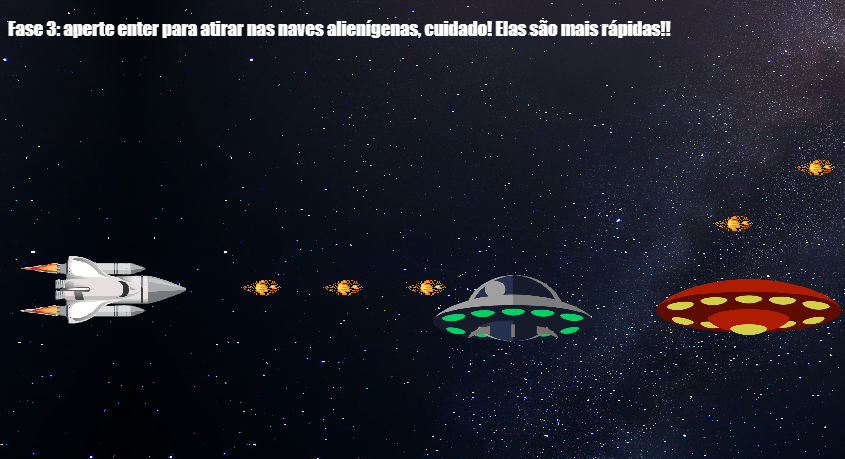 Fase 3: aperte enter para atirar nas naves alienígenas, cuidado! Elas são mais rápidas!!